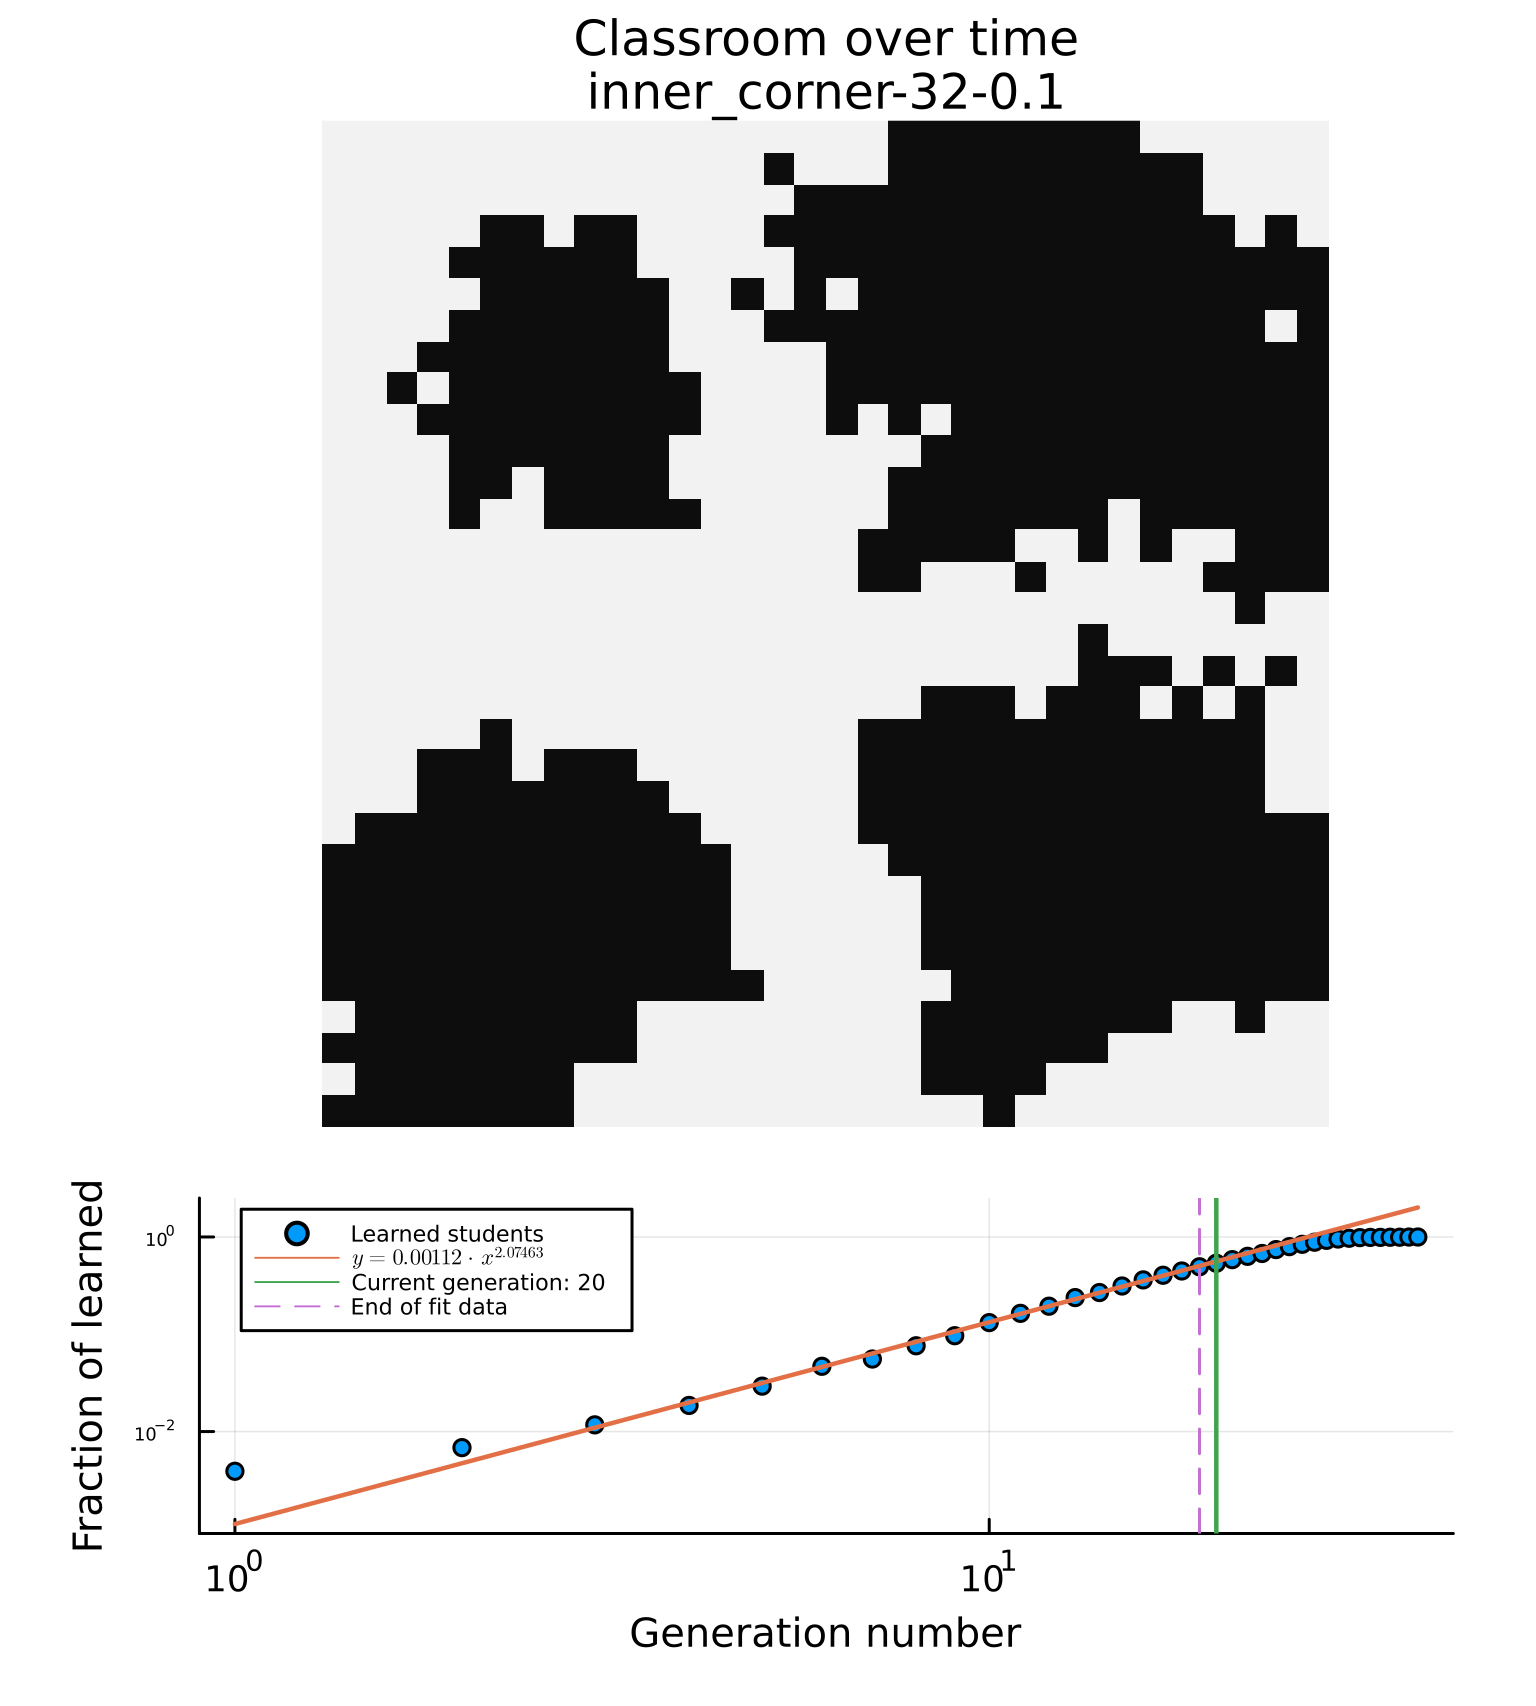 Classroom over time
inner_corner-32-0.1
Fraction of learned
10^0
10^-2
Learned students
y = 0.00112 · x^2.07463
Current generation: 20
End of fit data
10^0
10^1
Generation number